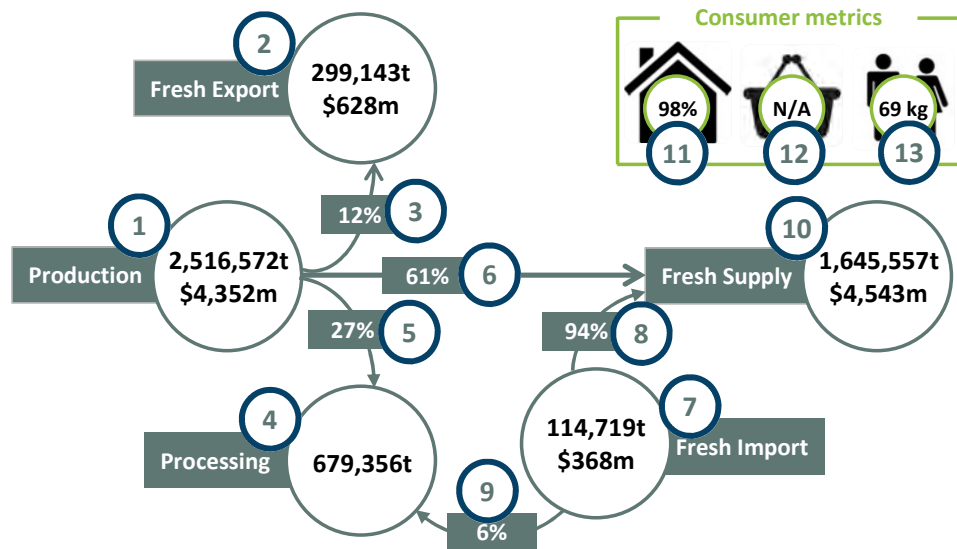 Consumer metrics
2
Fresh Export
299,143t
$628m
98%
N/A
69 kg
11
12
13
12%
3
1
Production
2,516,572t
$4,352m
61%
6
10
Fresh Supply
1,645,557t
$4,543m
27%
5
94%
8
4
Processing
679,356t
7
114,719t
$368m
Fresh Import
9
6%